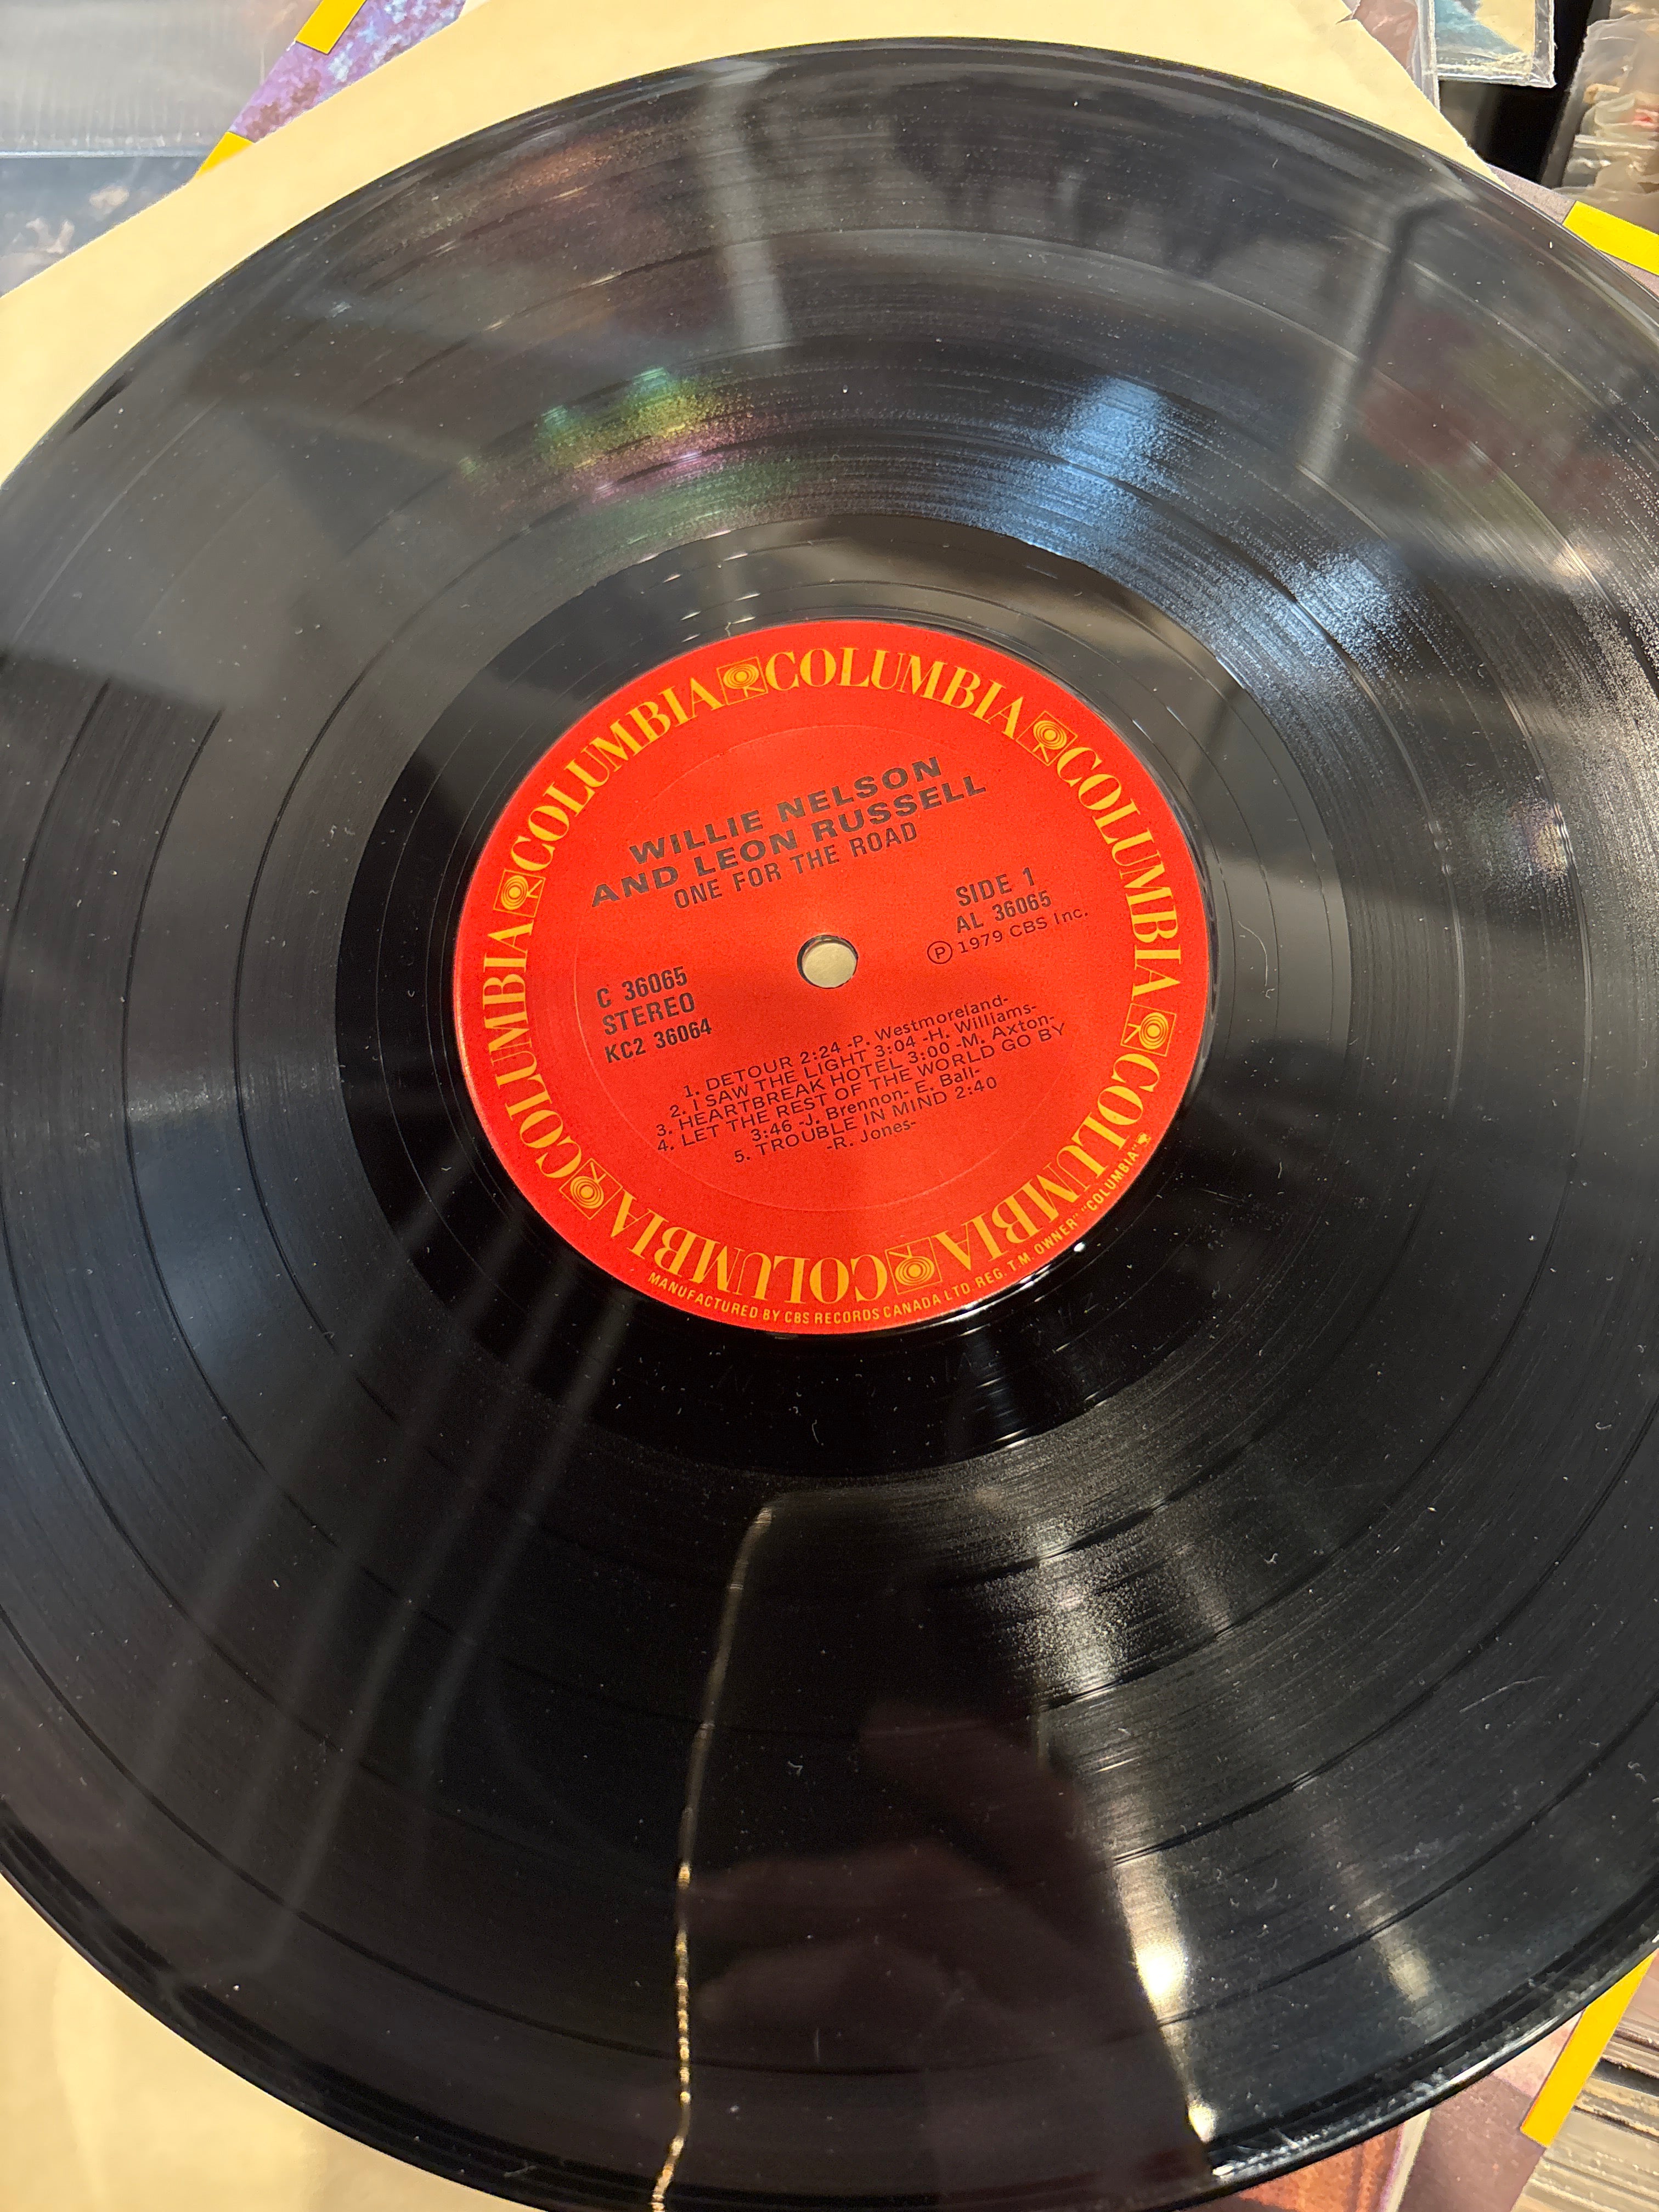 COLUMBIA COLUMBIA COLUMBIA COLUMBIA COLUMBIA COLUMBIA
WILLIE NELSON
AND LEON RUSSELL
ONE FOR THE ROAD
SIDE 1
AL 36065
Ⓟ 1979 CBS Inc.
C 36065
STEREO
KC2 36064
1. DETOUR 2:24 -P. Westmoreland-
2. I SAW THE LIGHT 3:04 -H. Williams-
3. HEARTBREAK HOTEL 3:00 -M. Axton-
4. LET THE REST OF THE WORLD GO BY
3:46 -J. Brennon- E. Ball-
5. TROUBLE IN MIND 2:40
-R. Jones-
MANUFACTURED BY CBS RECORDS CANADA LTD. REG. T.M. OWNER "COLUMBIA"